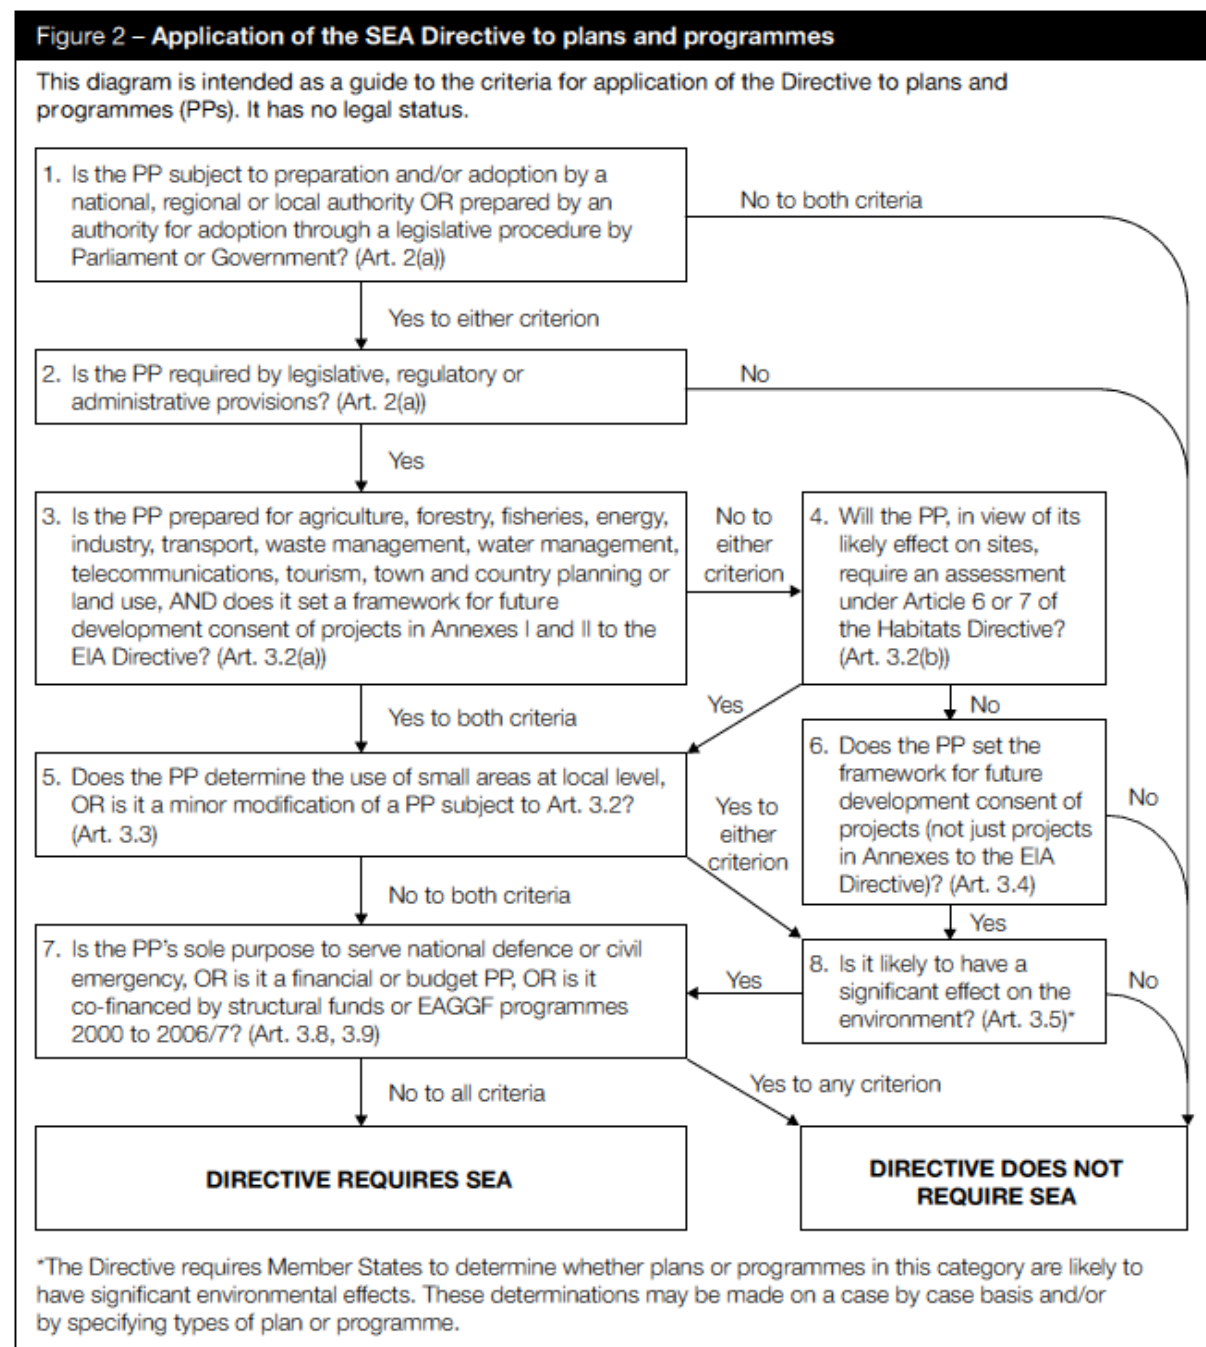 Figure 2 – Application of the SEA Directive to plans and programmes
This diagram is intended as a guide to the criteria for application of the Directive to plans and
programmes (PPs). It has no legal status.
1. Is the PP subject to preparation and/or adoption by a
national, regional or local authority OR prepared by an
authority for adoption through a legislative procedure by
Parliament or Government? (Art. 2(a))
No to both criteria
Yes to either criterion
2. Is the PP required by legislative, regulatory or
administrative provisions? (Art. 2(a))
No
Yes
3. Is the PP prepared for agriculture, forestry, fisheries, energy,
industry, transport, waste management, water management,
telecommunications, tourism, town and country planning or
land use, AND does it set a framework for future
development consent of projects in Annexes I and II to the
EIA Directive? (Art. 3.2(a))
No to
either
criterion
4. Will the PP, in view of its
likely effect on sites,
require an assessment
under Article 6 or 7 of
the Habitats Directive?
(Art. 3.2(b))
Yes to both criteria
Yes
No
5. Does the PP determine the use of small areas at local level,
OR is it a minor modification of a PP subject to Art. 3.2?
(Art. 3.3)
Yes to
either
criterion
6. Does the PP set the
framework for future
development consent of
projects (not just projects
in Annexes to the EIA
Directive)? (Art. 3.4)
No
No to both criteria
Yes
7. Is the PP's sole purpose to serve national defence or civil
emergency, OR is it a financial or budget PP, OR is it
co-financed by structural funds or EAGGF programmes
2000 to 2006/7? (Art. 3.8, 3.9)
Yes
8. Is it likely to have a
significant effect on the
environment? (Art. 3.5)*
No
No to all criteria
Yes to any criterion
DIRECTIVE REQUIRES SEA
DIRECTIVE DOES NOT
REQUIRE SEA
*The Directive requires Member States to determine whether plans or programmes in this category are likely to
have significant environmental effects. These determinations may be made on a case by case basis and/or
by specifying types of plan or programme.